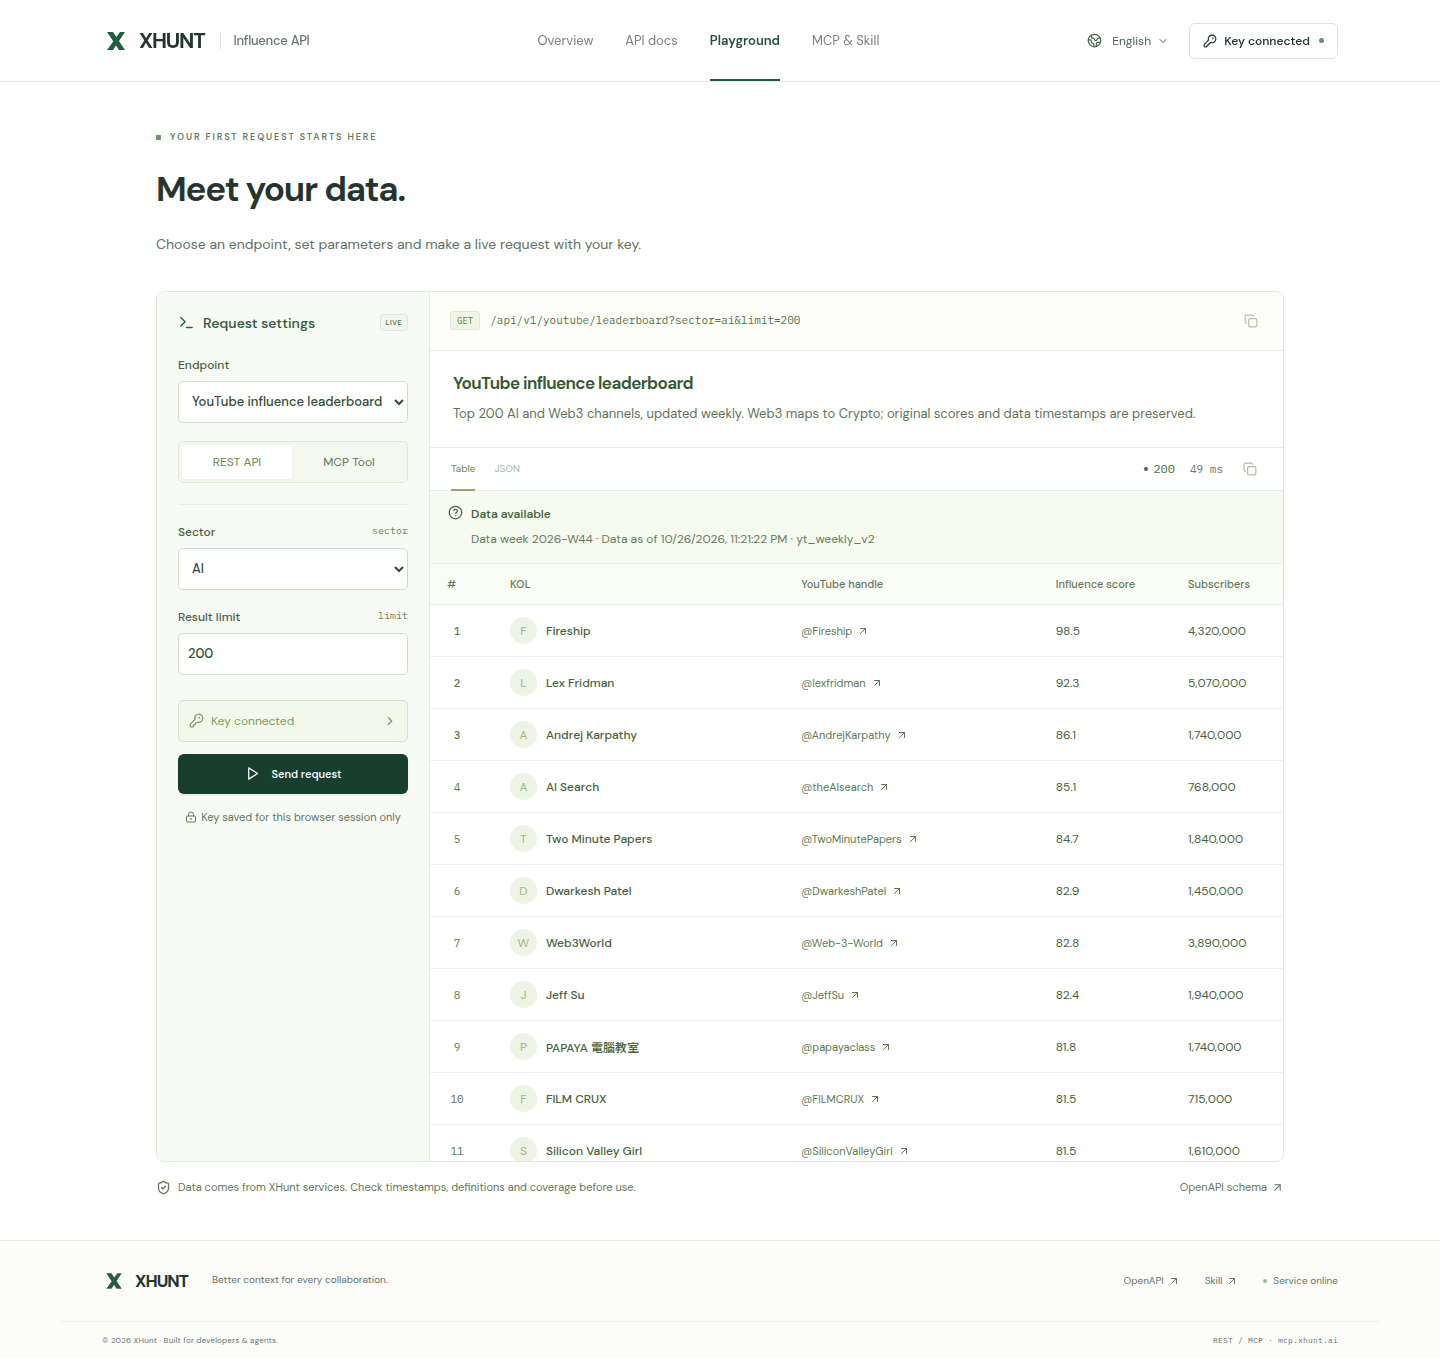 XHUNT
Influence API
Overview
API docs
Playground
MCP & Skill
English
Key connected
YOUR FIRST REQUEST STARTS HERE
Meet your data.
Choose an endpoint, set parameters and make a live request with your key.
Request settings
LIVE
Endpoint
YouTube influence leaderboard
REST API
MCP Tool
Sector
sector
AI
Result limit
limit
200
Key connected
Send request
Key saved for this browser session only
GET /api/v1/youtube/leaderboard?sector=ai&limit=200
YouTube influence leaderboard
Top 200 AI and Web3 channels, updated weekly. Web3 maps to Crypto; original scores and data timestamps are preserved.
Table JSON 200 49 ms
Data available
Data week 2026-W44 · Data as of 10/26/2026, 11:21:22 PM · yt_weekly_v2
# KOL YouTube handle Influence score Subscribers
1 F Fireship @Fireship 98.5 4,320,000
2 L Lex Fridman @lexfridman 92.3 5,070,000
3 A Andrej Karpathy @AndrejKarpathy 86.1 1,740,000
4 A AI Search @theAIsearch 85.1 768,000
5 T Two Minute Papers @TwoMinutePapers 84.7 1,840,000
6 D Dwarkesh Patel @DwarkeshPatel 82.9 1,450,000
7 W Web3World @Web-3-World 82.8 3,890,000
8 J Jeff Su @JeffSu 82.4 1,940,000
9 P PAPAYA 電腦教室 @papayaclass 81.8 1,740,000
10 F FILM CRUX @FILMCRUX 81.5 715,000
11 S Silicon Valley Girl @SiliconValleyGirl 81.5 1,610,000
Data comes from XHunt services. Check timestamps, definitions and coverage before use.
OpenAPI schema
XHUNT
Better context for every collaboration.
OpenAPI
Skill
Service online
© 2026 XHunt · Built for developers & agents.
REST / MCP · mcp.xhunt.ai